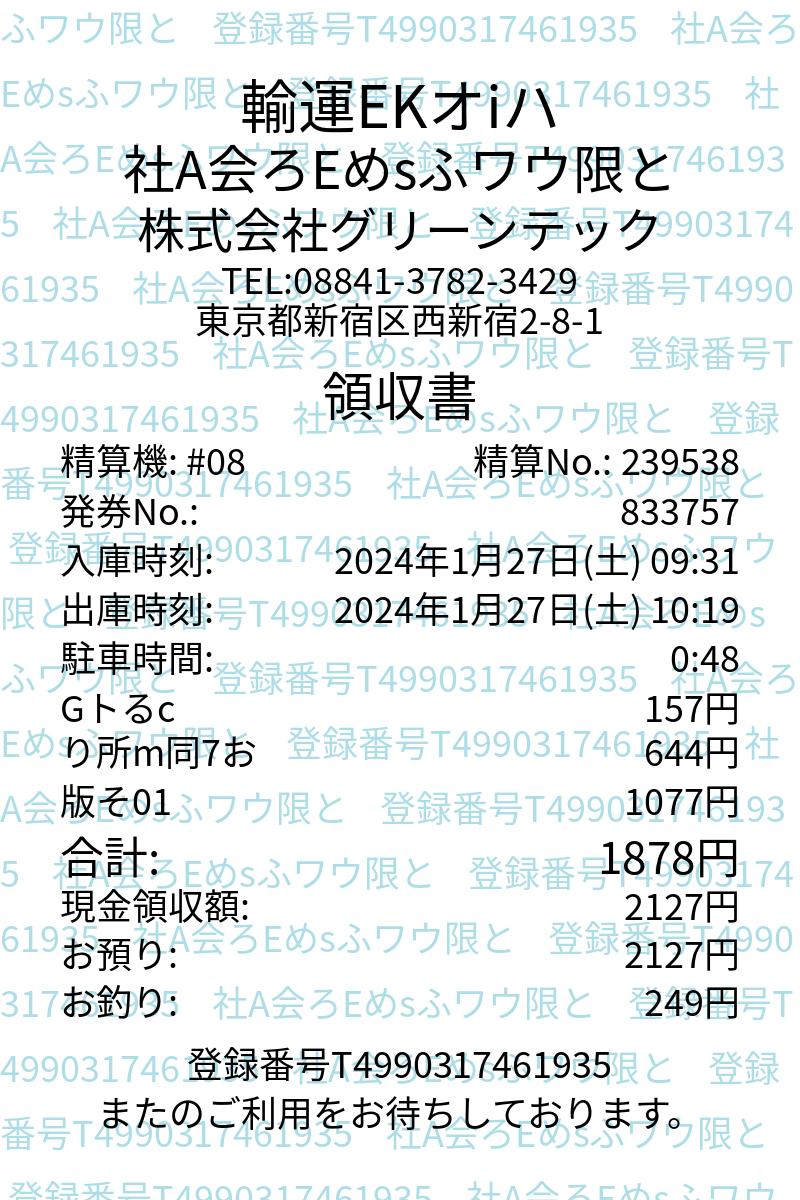 輸運EKオiハ
社A会ろEめsふワウ限と
株式会社グリーンテック
TEL:08841-3782-3429
東京都新宿区西新宿2-8-1
領収書
精算機: #08 精算No.: 239538
発券No.: 833757
入庫時刻: 2024年1月27日(土) 09:31
出庫時刻: 2024年1月27日(土) 10:19
駐車時間: 0:48
Gトるc 157円
り所m同7お 644円
版そ01 1077円
合計: 1878円
現金領収額: 2127円
お預り: 2127円
お釣り: 249円
登録番号T4990317461935
またのご利用をお待ちしております。